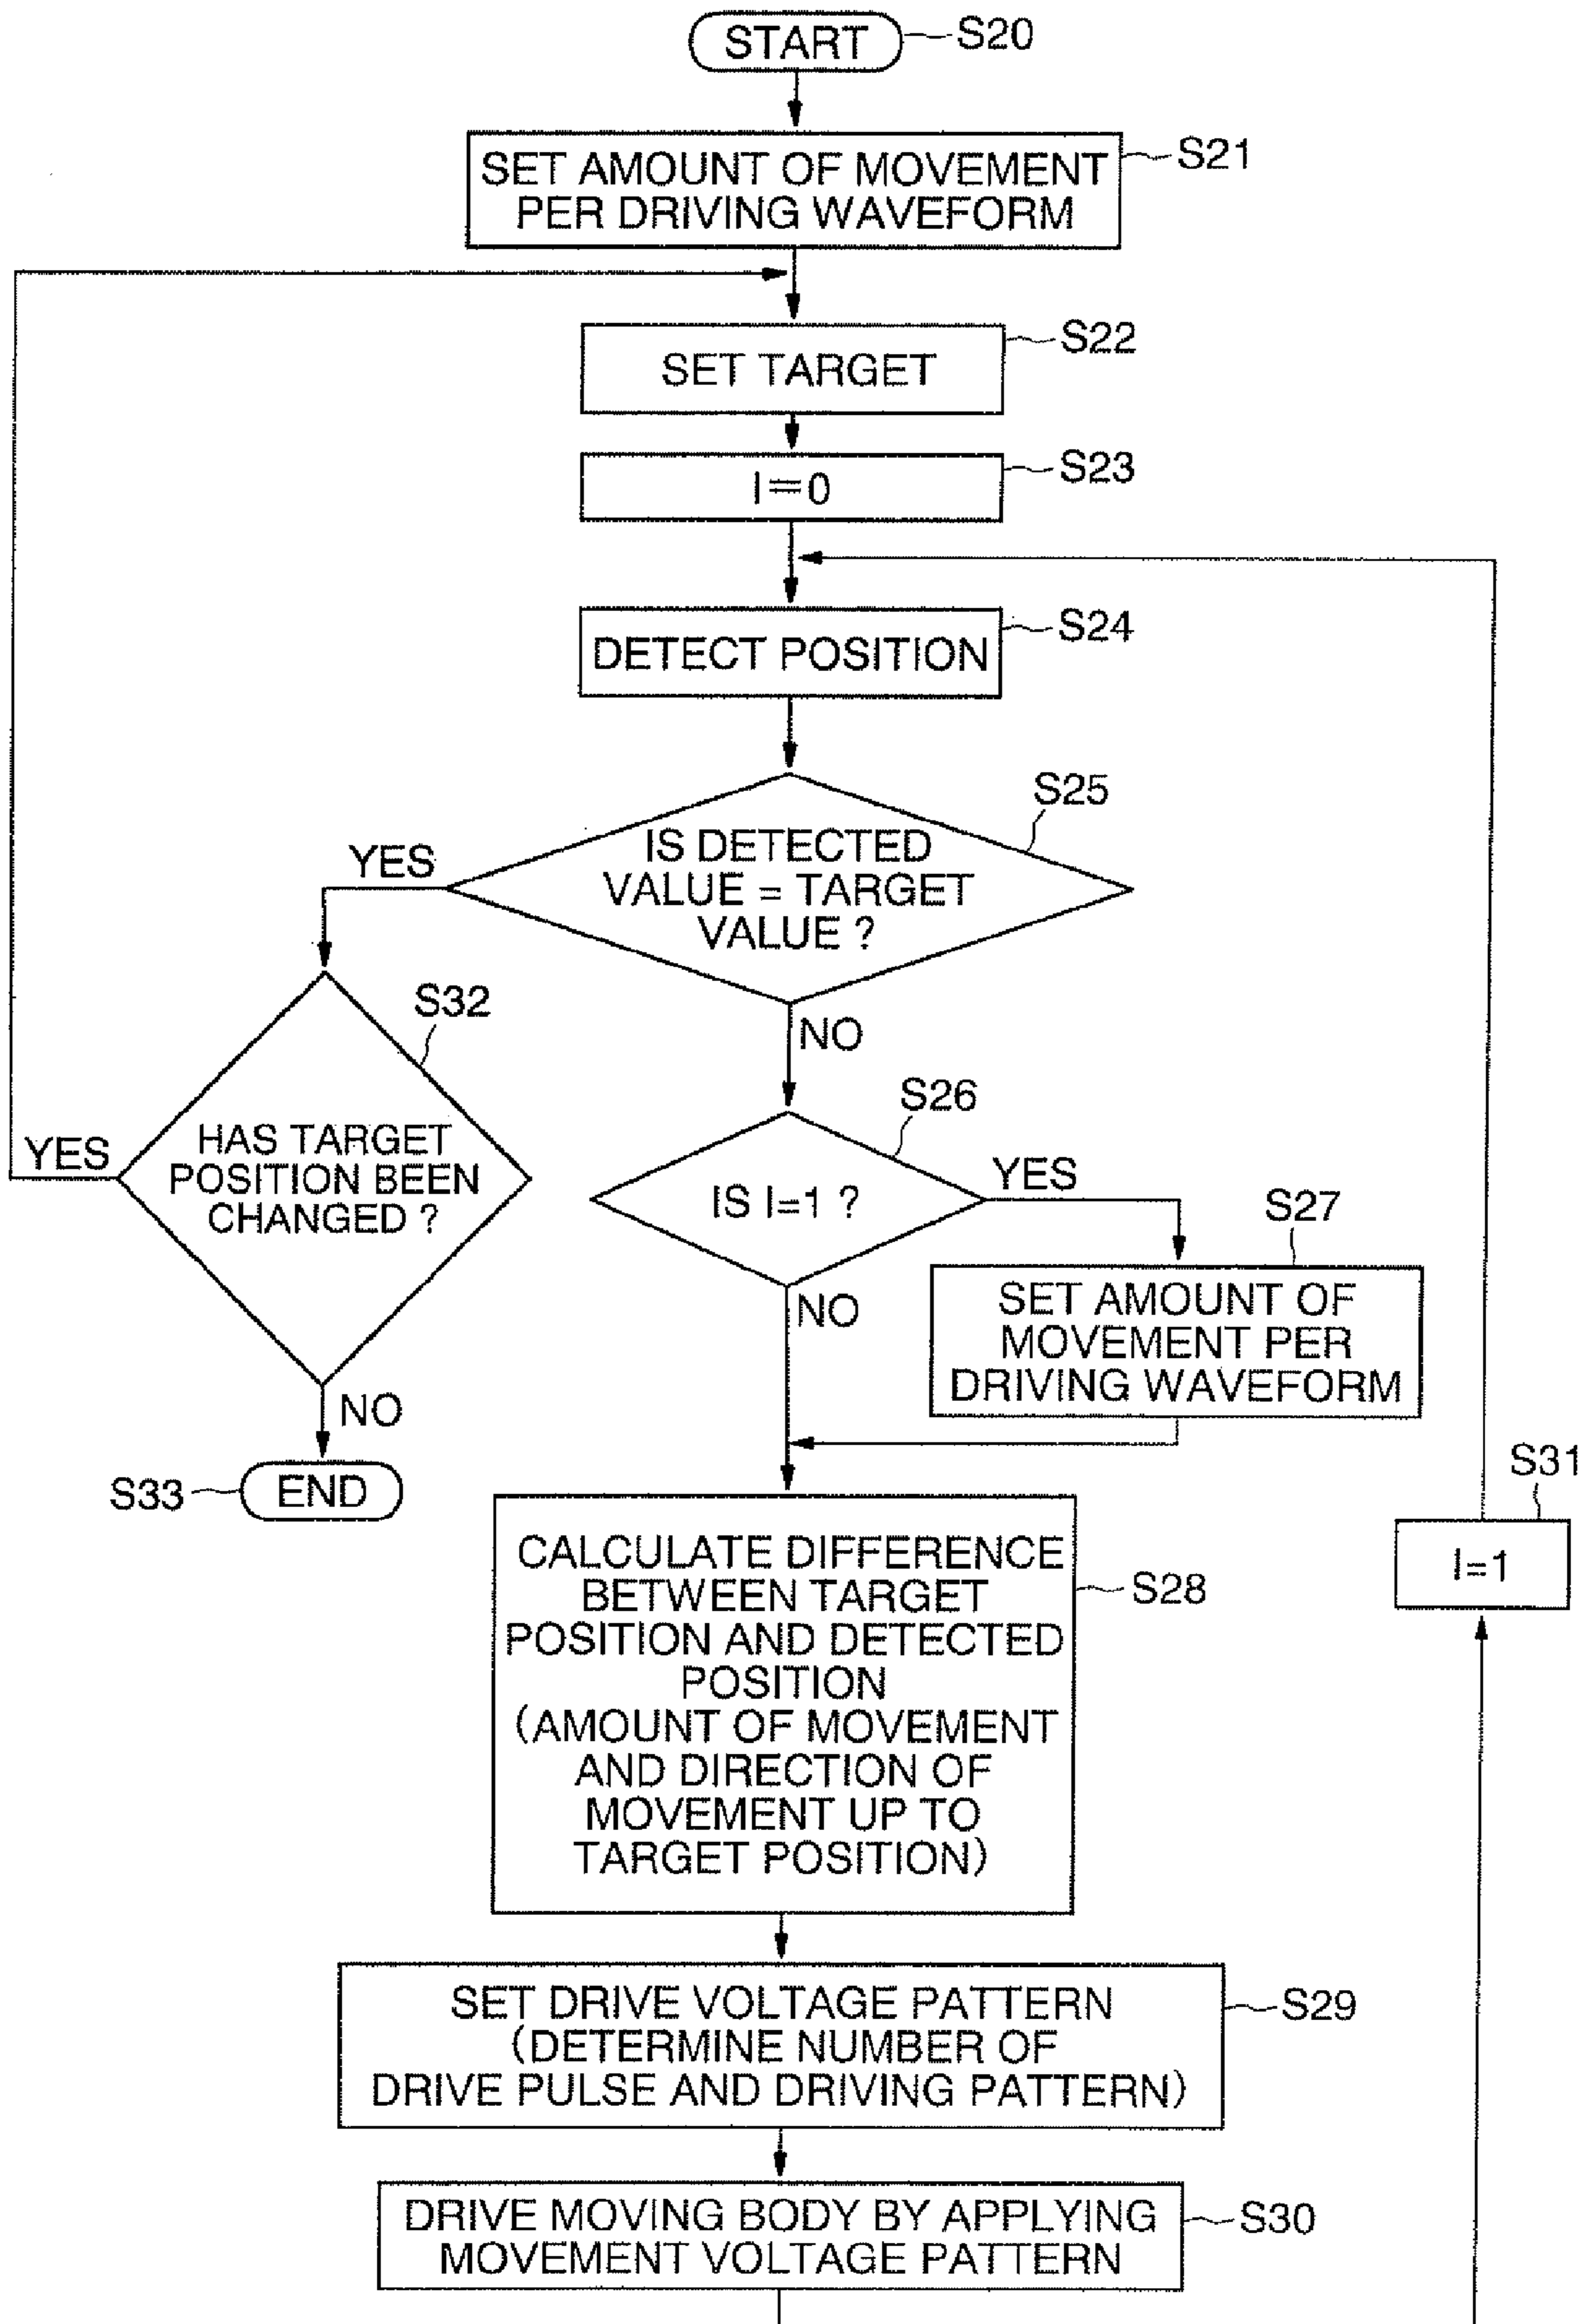 START
S20
SET AMOUNT OF MOVEMENT
PER DRIVING WAVEFORM
S21
SET TARGET
S22
I=0
S23
DETECT POSITION
S24
IS DETECTED
VALUE = TARGET
VALUE ?
S25
YES
NO
S32
HAS TARGET
POSITION BEEN
CHANGED ?
YES
NO
S33
END
S26
IS I=1 ?
YES
NO
S27
SET AMOUNT OF
MOVEMENT PER
DRIVING WAVEFORM
CALCULATE DIFFERENCE
BETWEEN TARGET
POSITION AND DETECTED
POSITION
(AMOUNT OF MOVEMENT
AND DIRECTION OF
MOVEMENT UP TO
TARGET POSITION)
S28
S31
I=1
SET DRIVE VOLTAGE PATTERN
(DETERMINE NUMBER OF
DRIVE PULSE AND DRIVING PATTERN)
S29
DRIVE MOVING BODY BY APPLYING
MOVEMENT VOLTAGE PATTERN
S30